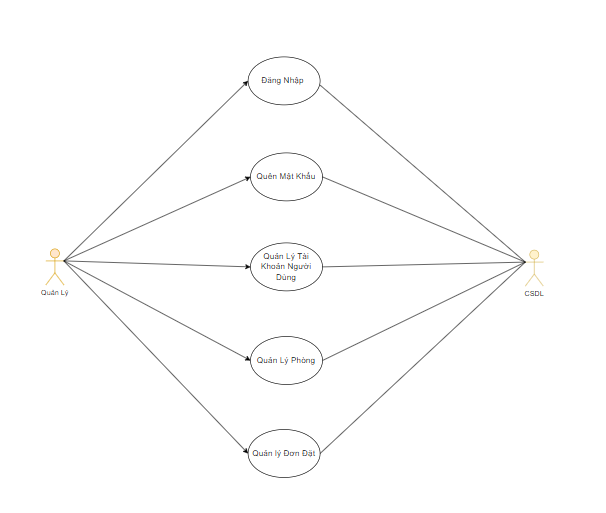 Đăng Nhập
Quên Mật Khẩu
Quản Lý Tài
Khoản Người
Dùng
Quản Lý
CSDL
Quản Lý Phòng
Quản lý Đơn Đặt